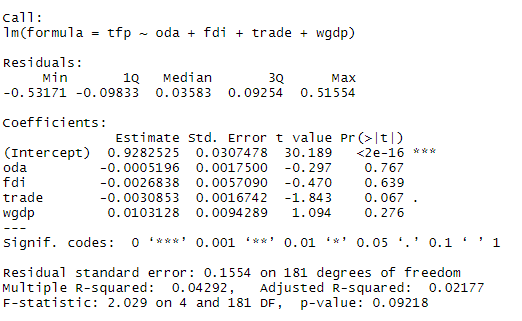 Call:
lm(formula = tfp ~ oda + fdi + trade + wgdp)
Residuals:
Min 1Q Median 3Q Max
-0.53171 -0.09833 0.03583 0.09254 0.51554
Coefficients:
Estimate Std. Error t value Pr(>|t|)
(Intercept) 0.9282525 0.0307478 30.189 <2e-16 ***
oda -0.0005196 0.0017500 -0.297 0.767
fdi -0.0026838 0.0057090 -0.470 0.639
trade -0.0030853 0.0016742 -1.843 0.067 .
wgdp 0.0103128 0.0094289 1.094 0.276
---
Signif. codes: 0 ‘***’ 0.001 ‘**’ 0.01 ‘*’ 0.05 ‘.’ 0.1 ‘ ’ 1
Residual standard error: 0.1554 on 181 degrees of freedom
Multiple R-squared: 0.04292, Adjusted R-squared: 0.02177
F-statistic: 2.029 on 4 and 181 DF, p-value: 0.09218